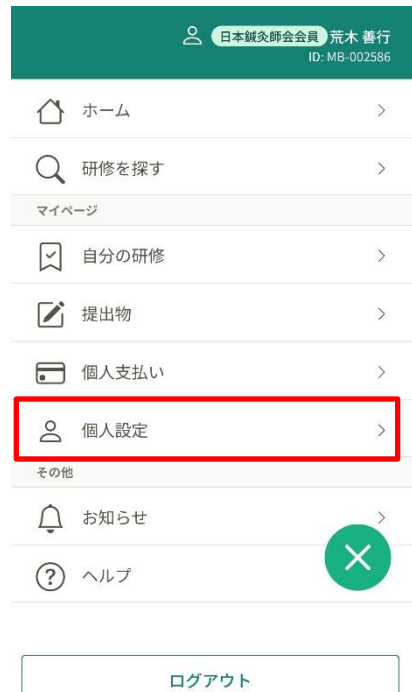 日本鍼灸師会会員 荒木 善行
ID: MB-002586
ホーム
研修を探す
マイページ
自分の研修
提出物
個人支払い
個人設定
その他
お知らせ
ヘルプ
ログアウト